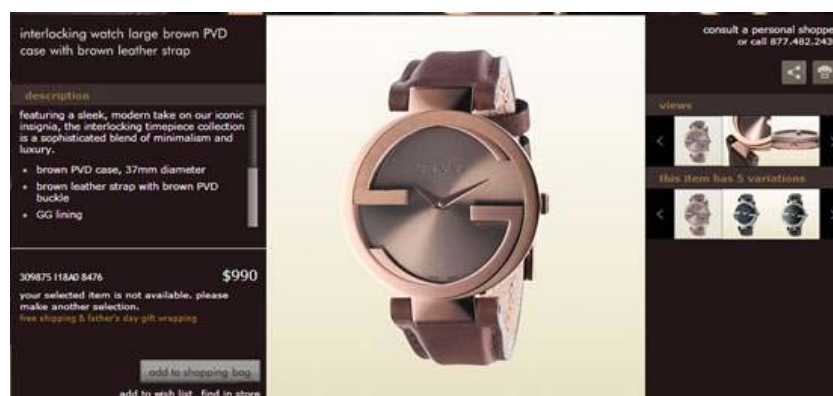 interlocking watch large brown PVD
case with brown leather strap
description
featuring a sleek, modern take on our iconic
insignia, the interlocking timepiece collection
is a sophisticated blend of minimalism and
luxury.
• brown PVD case, 37mm diameter
• brown leather strap with brown PVD
buckle
• GG lining
309875 I18A0 8476 $990
your selected item is not available. please
make another selection.
free shipping & father's day gift wrapping
add to shopping bag
add to wish list find in store
consult a personal shoppe
or call 877.482.243
views
this item has 5 variations